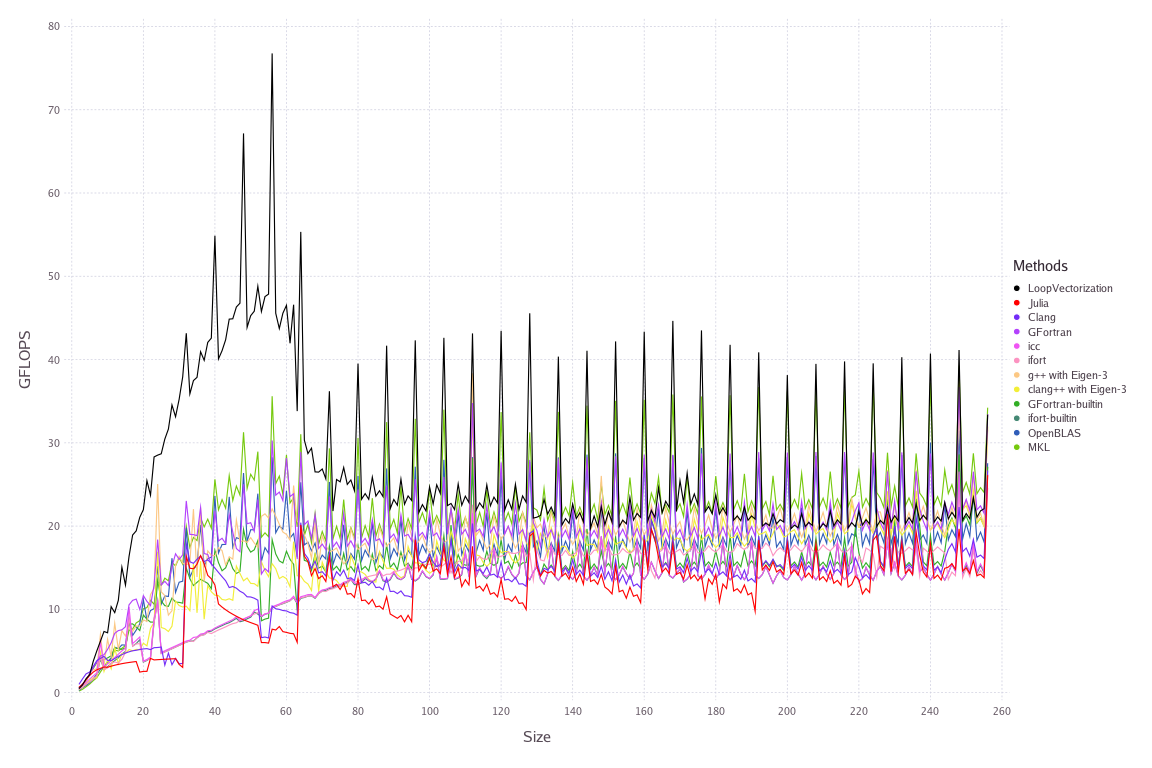 80
70
60
50
40
30
20
10
0
GFLOPS
0 20 40 60 80 100 120 140 160 180 200 220 240 260
Size
Methods
LoopVectorization
Julia
Clang
GFortran
icc
ifort
g++ with Eigen-3
clang++ with Eigen-3
GFortran-builtin
ifort-builtin
OpenBLAS
MKL